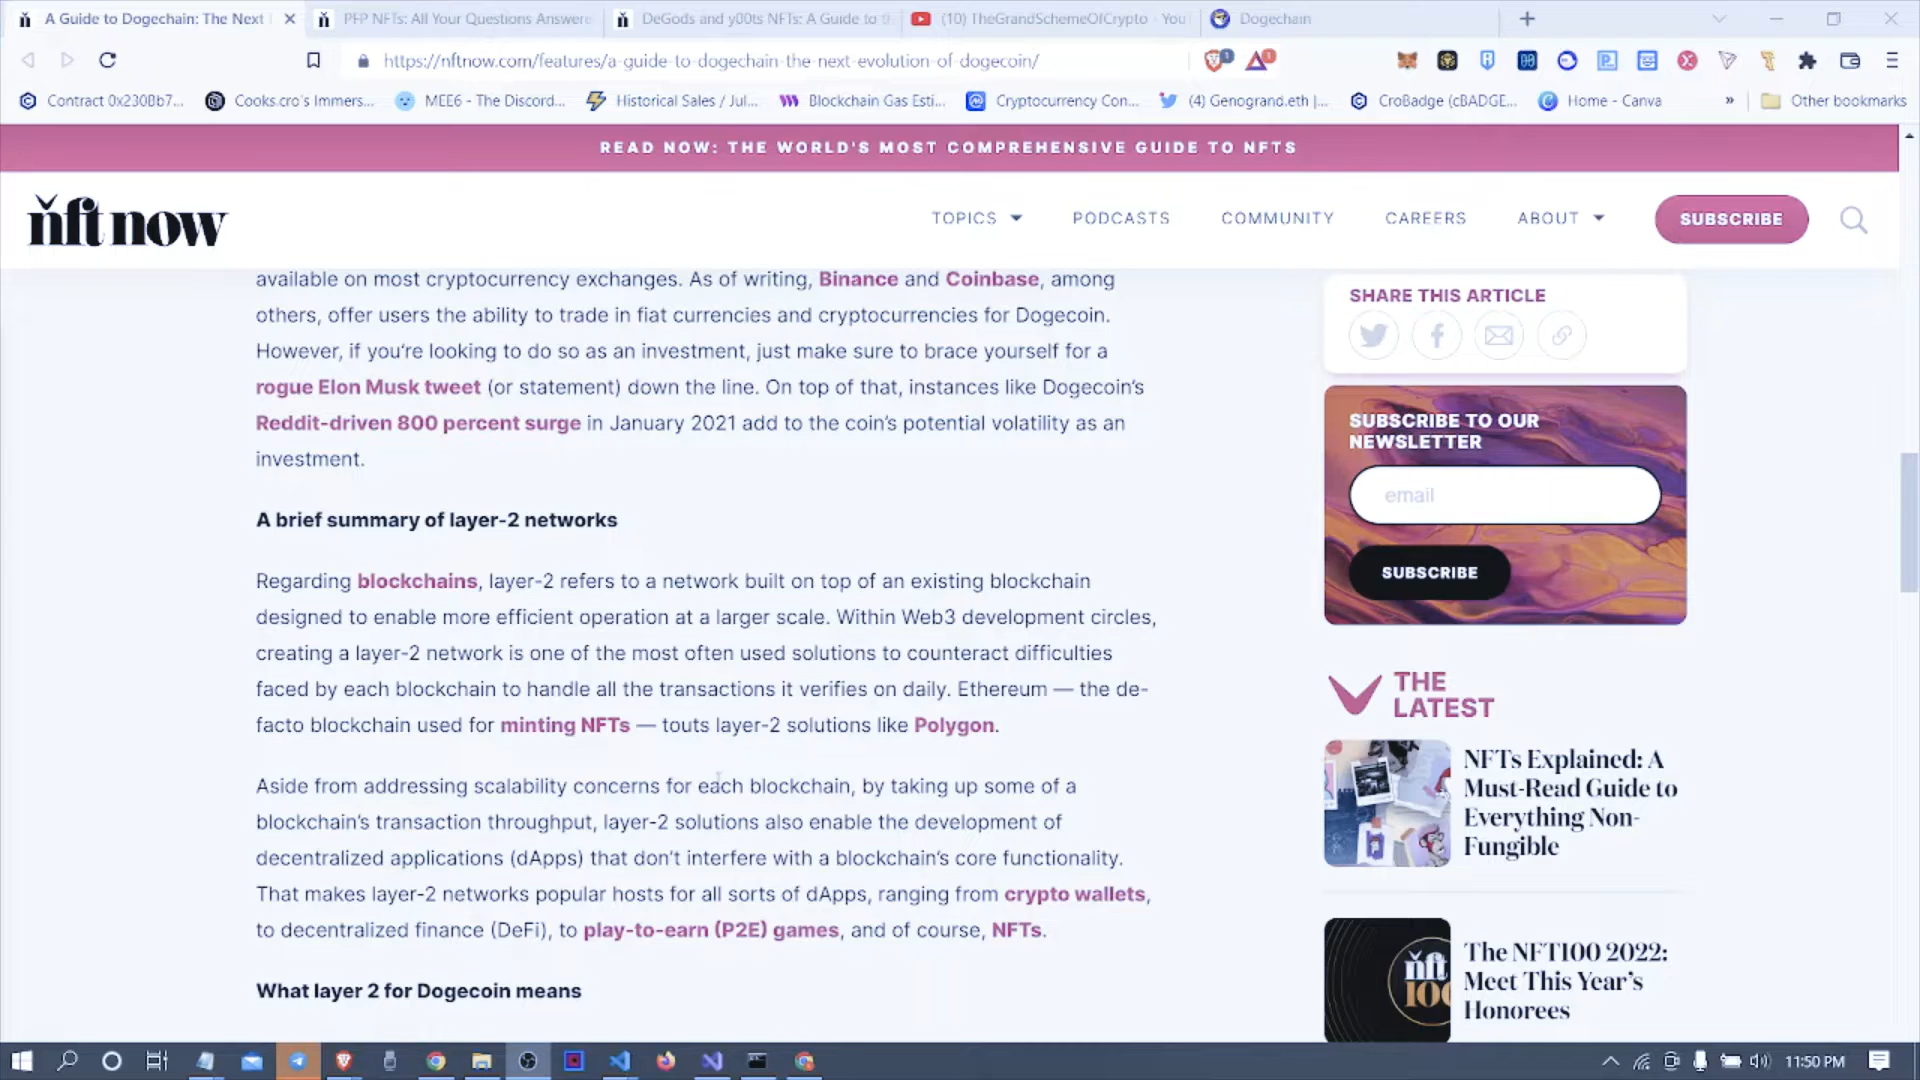 A Guide to Dogechain: The Next
PFP NFTs: All Your Questions Answere
DeGods and y00ts NFTs: A Guide to th
(10) TheGrandSchemeOfCrypto - You
Dogechain
https://nftnow.com/features/a-guide-to-dogechain-the-next-evolution-of-dogecoin/
Contract 0x2308b7...
Cooks.cro's Immers...
MEE6 - The Discord...
Historical Sales / Jul...
Blockchain Gas Esti...
Cryptocurrency Con...
(4) Genogrand.eth |...
CroBadge (cBADGE...
Home - Canva
»
Other bookmarks
READ NOW: THE WORLD'S MOST COMPREHENSIVE GUIDE TO NFTS
nft now
TOPICS
PODCASTS
COMMUNITY
CAREERS
ABOUT
SUBSCRIBE
available on most cryptocurrency exchanges. As of writing, Binance and Coinbase, among
others, offer users the ability to trade in fiat currencies and cryptocurrencies for Dogecoin.
However, if you're looking to do so as an investment, just make sure to brace yourself for a
rogue Elon Musk tweet (or statement) down the line. On top of that, instances like Dogecoin's
Reddit-driven 800 percent surge in January 2021 add to the coin's potential volatility as an
investment.
A brief summary of layer-2 networks
Regarding blockchains, layer-2 refers to a network built on top of an existing blockchain
designed to enable more efficient operation at a larger scale. Within Web3 development circles,
creating a layer-2 network is one of the most often used solutions to counteract difficulties
faced by each blockchain to handle all the transactions it verifies on daily. Ethereum — the de-
facto blockchain used for minting NFTs — touts layer-2 solutions like Polygon.
Aside from addressing scalability concerns for each blockchain, by taking up some of a
blockchain's transaction throughput, layer-2 solutions also enable the development of
decentralized applications (dApps) that don't interfere with a blockchain's core functionality.
That makes layer-2 networks popular hosts for all sorts of dApps, ranging from crypto wallets,
to decentralized finance (DeFi), to play-to-earn (P2E) games, and of course, NFTs.
What layer 2 for Dogecoin means
SHARE THIS ARTICLE
SUBSCRIBE TO OUR
NEWSLETTER
email
SUBSCRIBE
THE
LATEST
NFTs Explained: A
Must-Read Guide to
Everything Non-
Fungible
nft
100
The NFT100 2022:
Meet This Year's
Honorees
11:50 PM